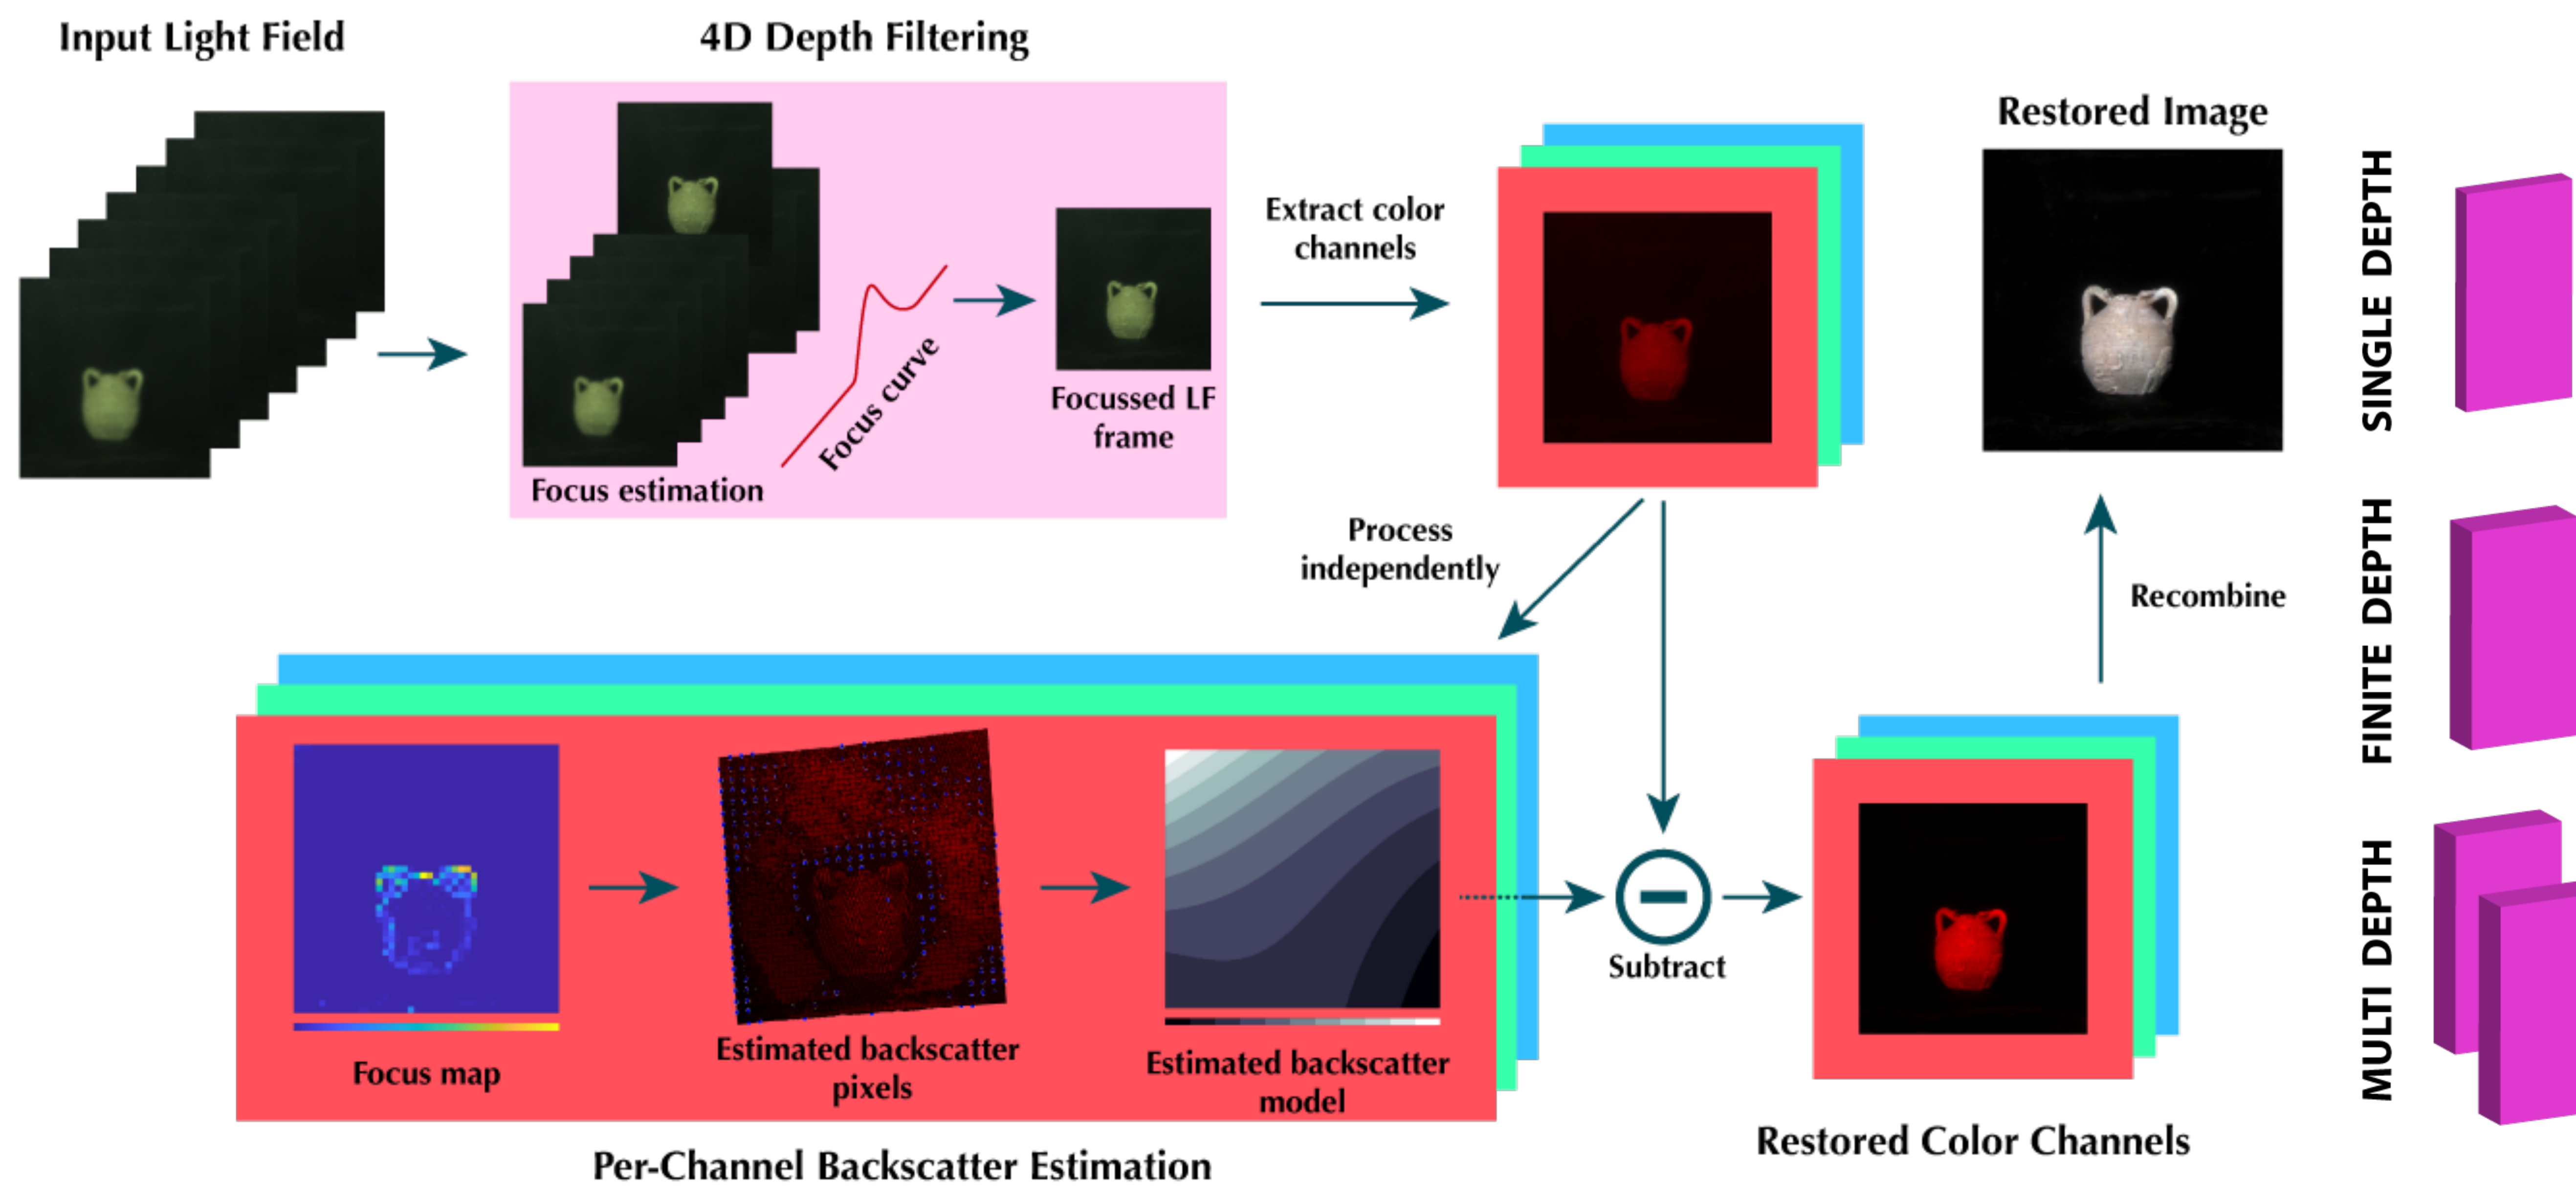 Input Light Field
4D Depth Filtering
Focus estimation
Focus curve
Focussed LF
frame
Extract color
channels
Restored Image
Process
independently
Recombine
Focus map
Estimated backscatter
pixels
Estimated backscatter
model
Subtract
Per-Channel Backscatter Estimation
Restored Color Channels
SINGLE DEPTH
FINITE DEPTH
MULTI DEPTH